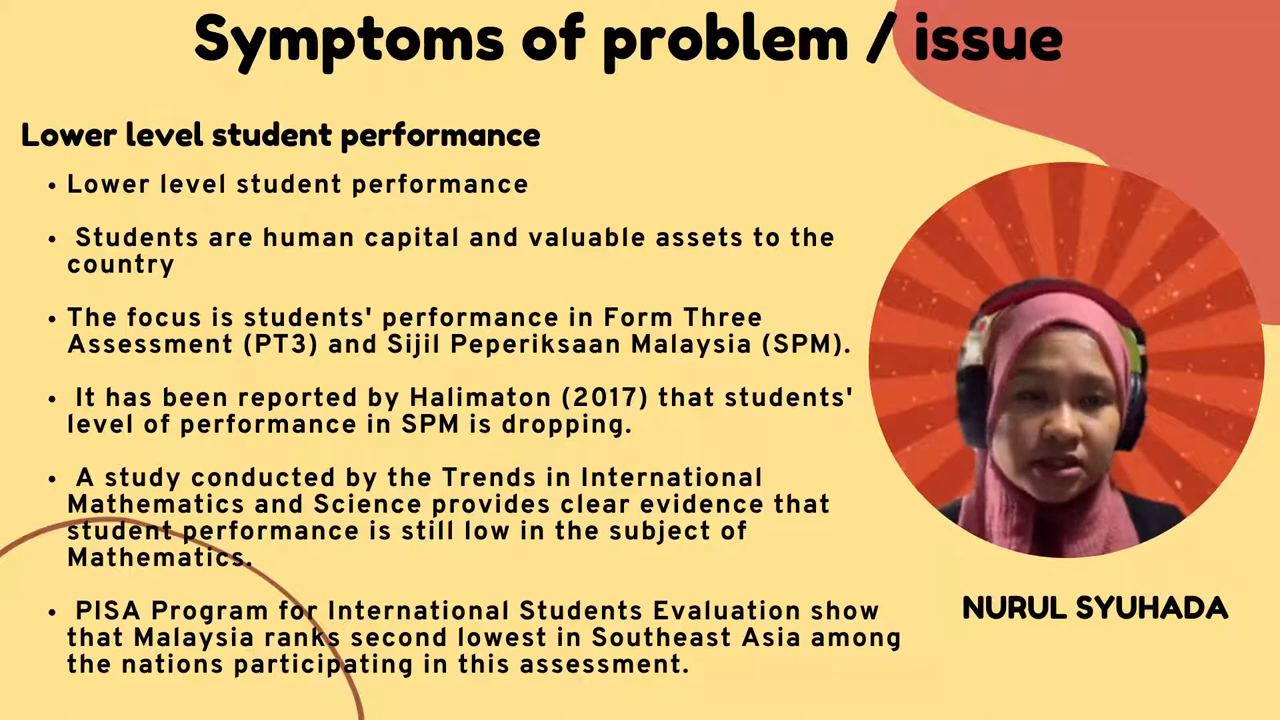 Symptoms of problem / issue
Lower level student performance
• Lower level student performance
• Students are human capital and valuable assets to the
country
• The focus is students' performance in Form Three
Assessment (PT3) and Sijil Peperiksaan Malaysia (SPM).
• It has been reported by Halimaton (2017) that students'
level of performance in SPM is dropping.
• A study conducted by the Trends in International
Mathematics and Science provides clear evidence that
student performance is still low in the subject of
Mathematics.
• PISA Program for International Students Evaluation show
that Malaysia ranks second lowest in Southeast Asia among
the nations participating in this assessment.
NURUL SYUHADA